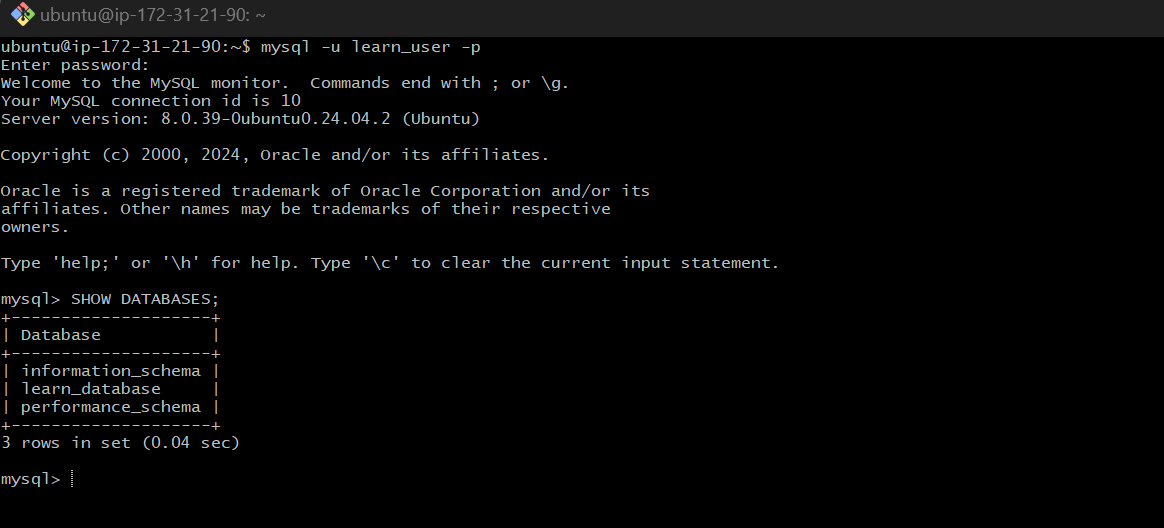 ubuntu@ip-172-31-21-90: ~
ubuntu@ip-172-31-21-90:~$ mysql -u learn_user -p
Enter password:
Welcome to the MySQL monitor.  Commands end with ; or \g.
Your MySQL connection id is 10
Server version: 8.0.39-0ubuntu0.24.04.2 (Ubuntu)
Copyright (c) 2000, 2024, Oracle and/or its affiliates.
Oracle is a registered trademark of Oracle Corporation and/or its
affiliates. Other names may be trademarks of their respective
owners.
Type 'help;' or '\h' for help. Type '\c' to clear the current input statement.
mysql> SHOW DATABASES;
+--------------------+
| Database           |
+--------------------+
| information_schema |
| learn_database     |
| performance_schema |
+--------------------+
3 rows in set (0.04 sec)
mysql>